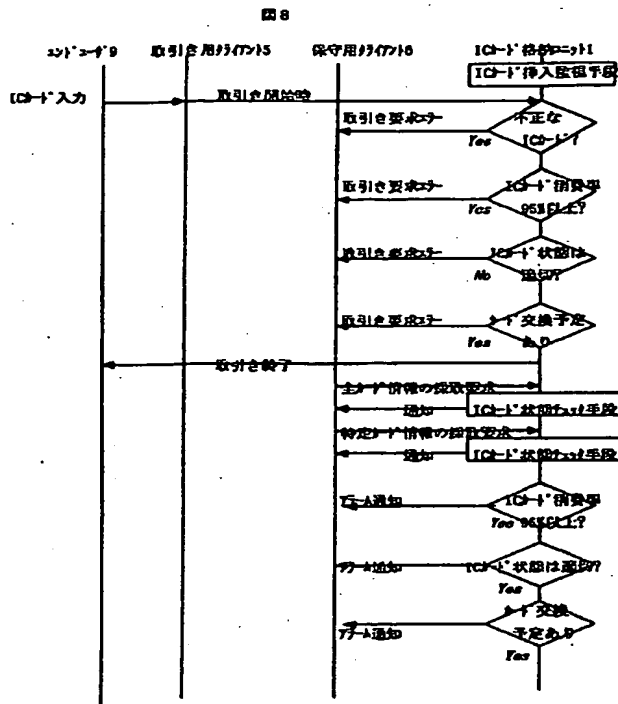 図8
エンドユーザ9 取引き用クライアント5 保守用クライアント6 ICカード格納ユニット1
ICカード挿入監視手段
ICカード入力 取引き開始時
取引き要求エラー 不正な
Yes ICカード?
取引き要求エラー ICカード消費率
Yes 95%以上?
取引き要求エラー ICカード状態は
No 適切?
取引き要求エラー カード交換予定
Yes あり
取引き終了
全カード情報の採取要求
通知 ICカード状態チェック手段
特定カード情報の採取要求
通知 ICカード状態チェック手段
アラーム通知 ICカード消費率
Yes 95%以上?
アラーム通知 ICカード状態は適切?
Yes
アラーム通知 カード交換
予定あり
Yes